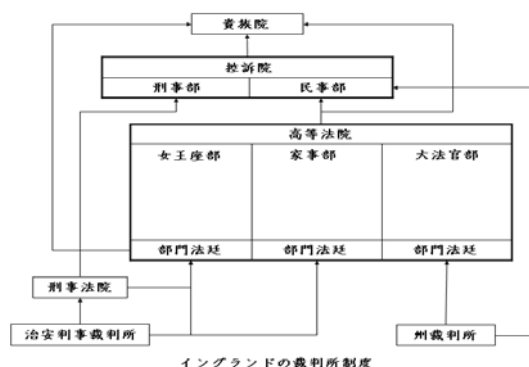 貴族院
控訴院
刑事部 民事部
高等法院
女王座部 家事部 大法官部
部門法廷 部門法廷 部門法廷
刑事法院
治安判事裁判所 州裁判所
イングランドの裁判所制度